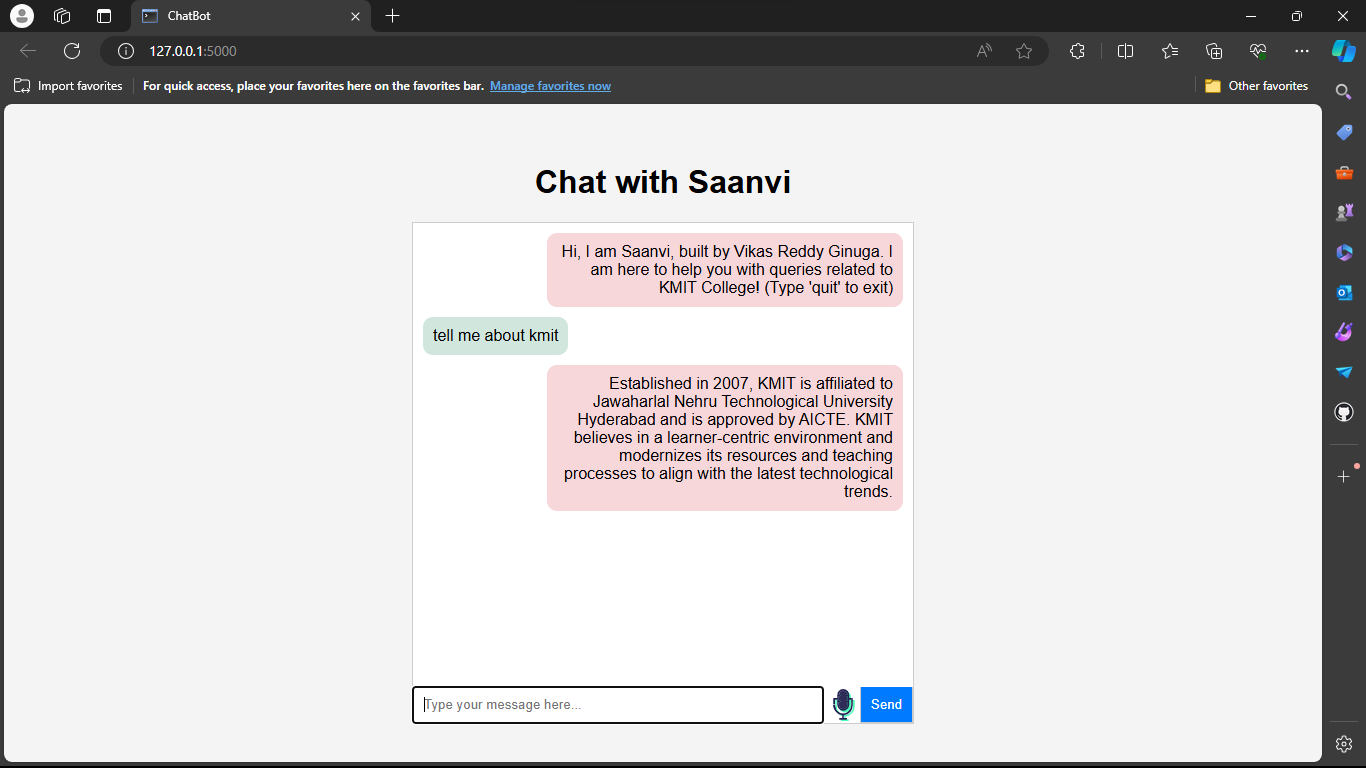 ChatBot
127.0.0.1:5000
Import favorites
For quick access, place your favorites here on the favorites bar. Manage favorites now
Other favorites
Chat with Saanvi
Hi, I am Saanvi, built by Vikas Reddy Ginuga. I
am here to help you with queries related to
KMIT College! (Type 'quit' to exit)
tell me about kmit
Established in 2007, KMIT is affiliated to
Jawaharlal Nehru Technological University
Hyderabad and is approved by AICTE. KMIT
believes in a learner-centric environment and
modernizes its resources and teaching
processes to align with the latest technological
trends.
Type your message here...
Send